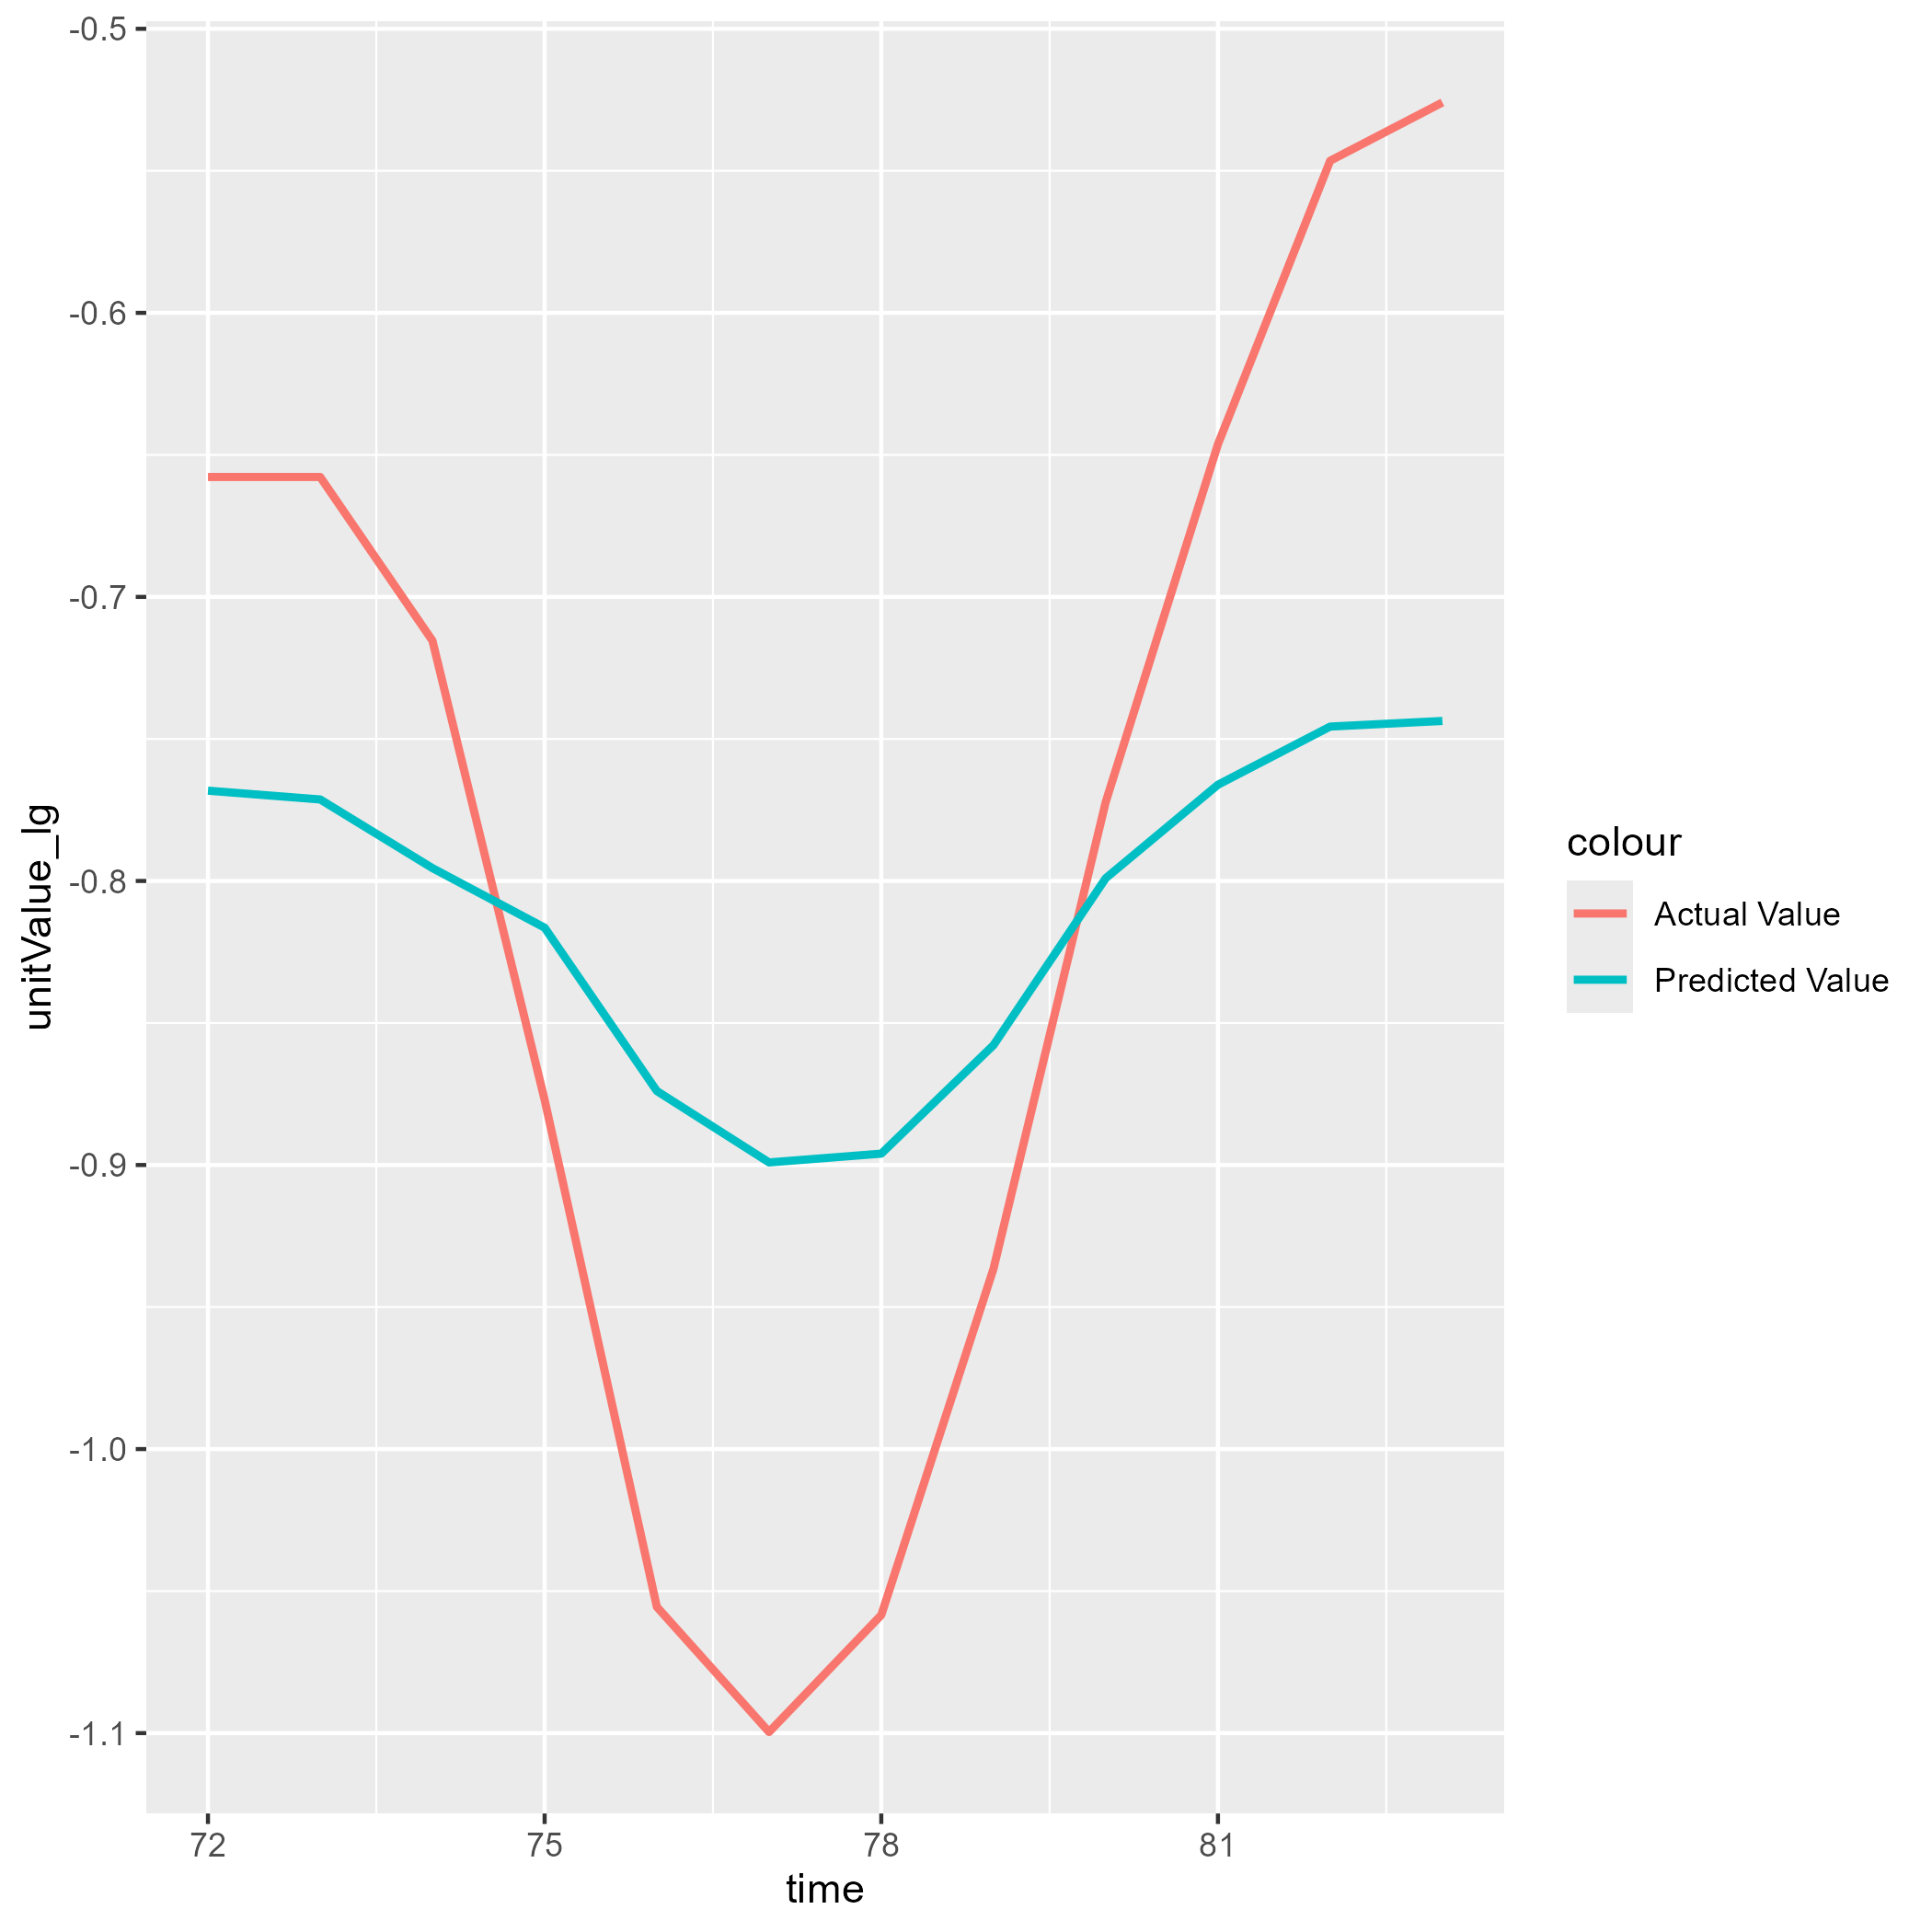 -0.5
-0.6
-0.7
-0.8
-0.9
-1.0
-1.1
unitValue_lg
72
75
78
81
time
colour
Actual Value
Predicted Value